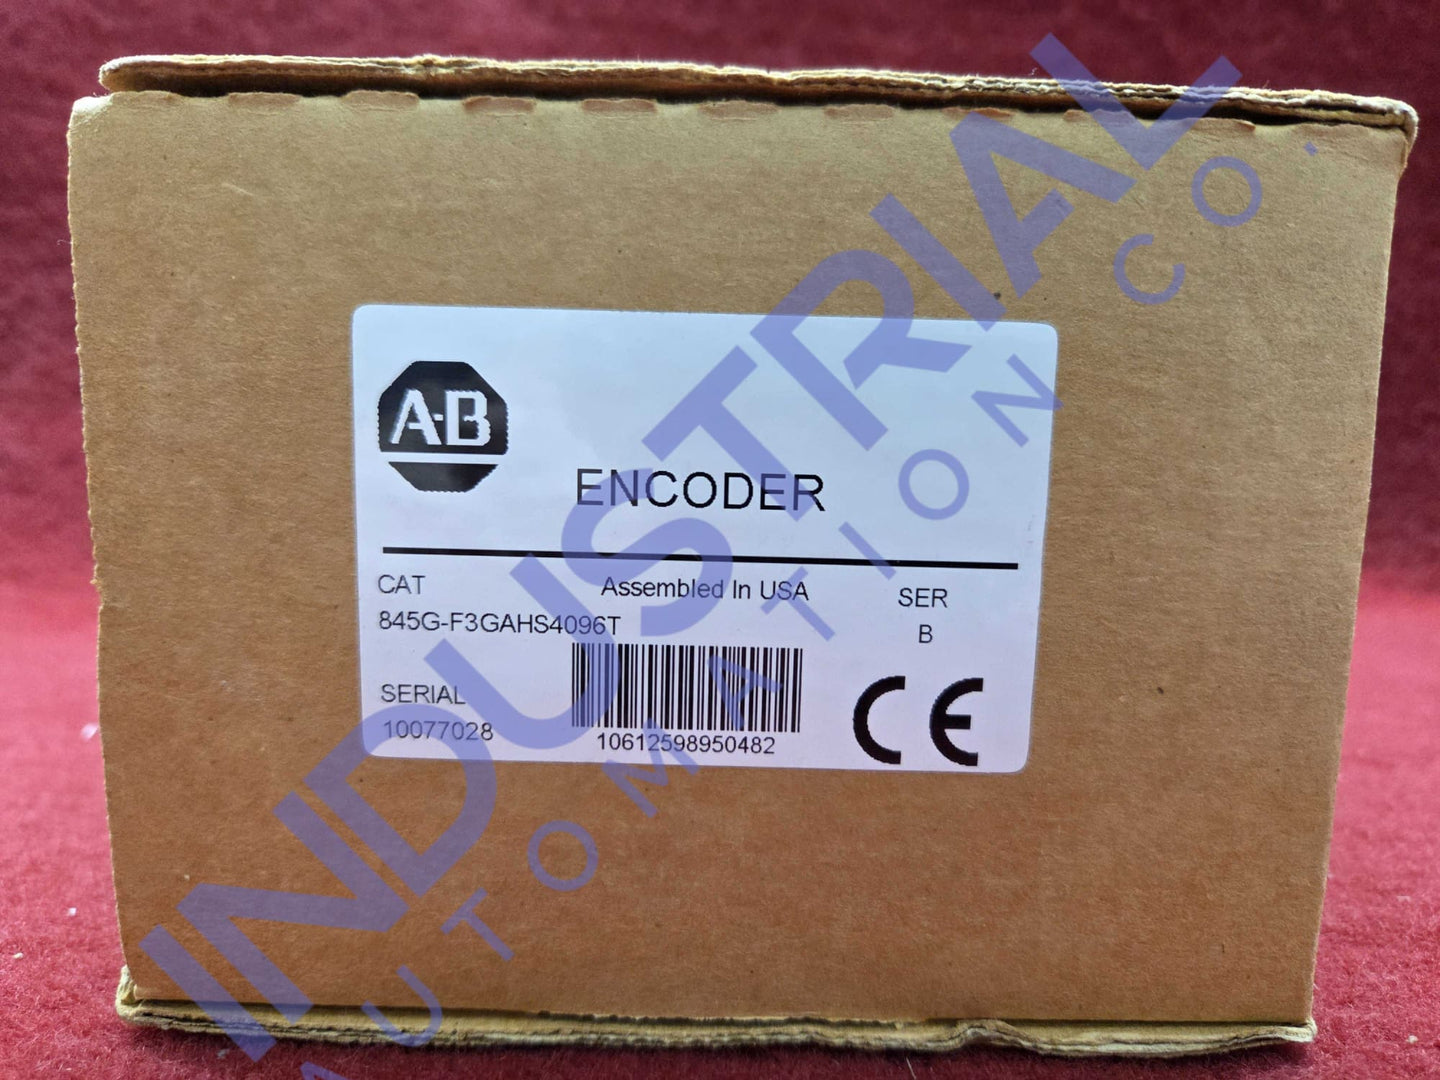 A-B
ENCODER
CAT
Assembled In USA
SER
845G-F3GAHS4096T
B
SERIAL
10077028
10612598950482
CE
INDUSTRIAL
AUTOMATION CO.